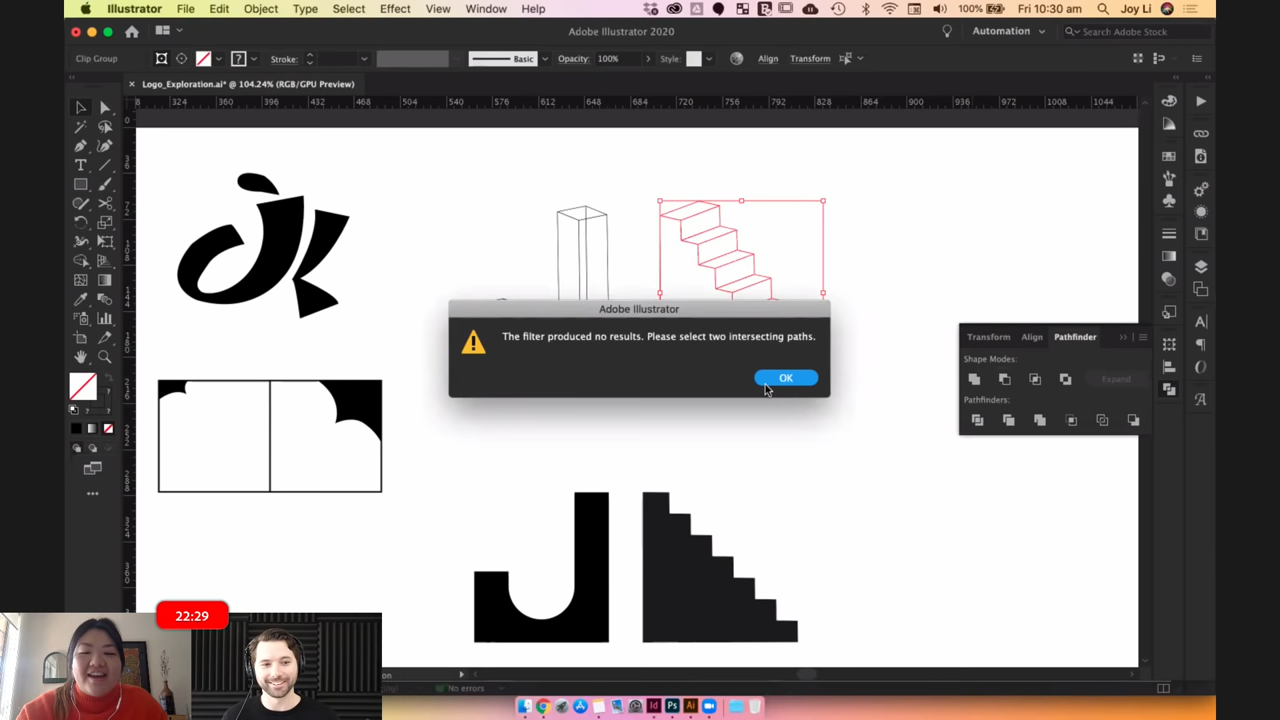 Illustrator File Edit Object Type Select Effect View Window Help 100% Fri 10:30 am Joy Li
Adobe Illustrator 2020 Automation Search Adobe Stock
Clip Group Stroke: Basic Opacity: 100% Style: Align Transform
× Logo_Exploration.ai* @ 104.24% (RGB/GPU Preview)
8 324 360 396 432 468 504 540 576 612 648 684 720 756 792 828 864 900 936 972 1008 1044
Adobe Illustrator
The filter produced no results. Please select two intersecting paths.
OK
Transform Align Pathfinder
Shape Modes:
Expand
Pathfinders:
22:29
No errors